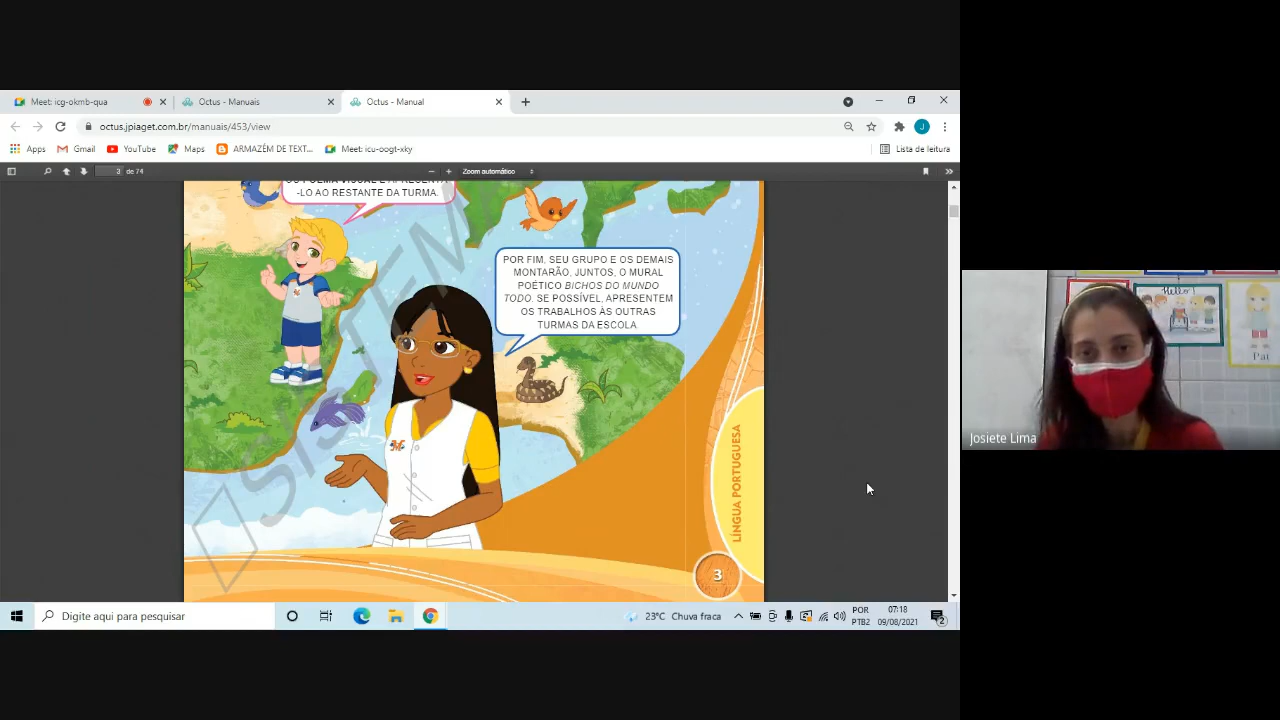 Meet: icg-okmb-qua
Octus - Manuais
Octus - Manual
octus.jpiaget.com.br/manuais/453/view
Apps
Gmail
YouTube
Maps
ARMAZÉM DE TEXT...
Meet: icu-oogt-xky
Lista de leitura
3 de 74
Zoom automático
-LO AO RESTANTE DA TURMA.
POR FIM, SEU GRUPO E OS DEMAIS
MONTARÃO, JUNTOS, O MURAL
POÉTICO BICHOS DO MUNDO
TODO. SE POSSÍVEL, APRESENTEM
OS TRABALHOS ÀS OUTRAS
TURMAS DA ESCOLA
SISTEM
LÍNGUA PORTUGUESA
3
Hello!
Pai
Josiete Lima
Digite aqui para pesquisar
23°C Chuva fraca
POR
PTB2
07:18
09/08/2021
2